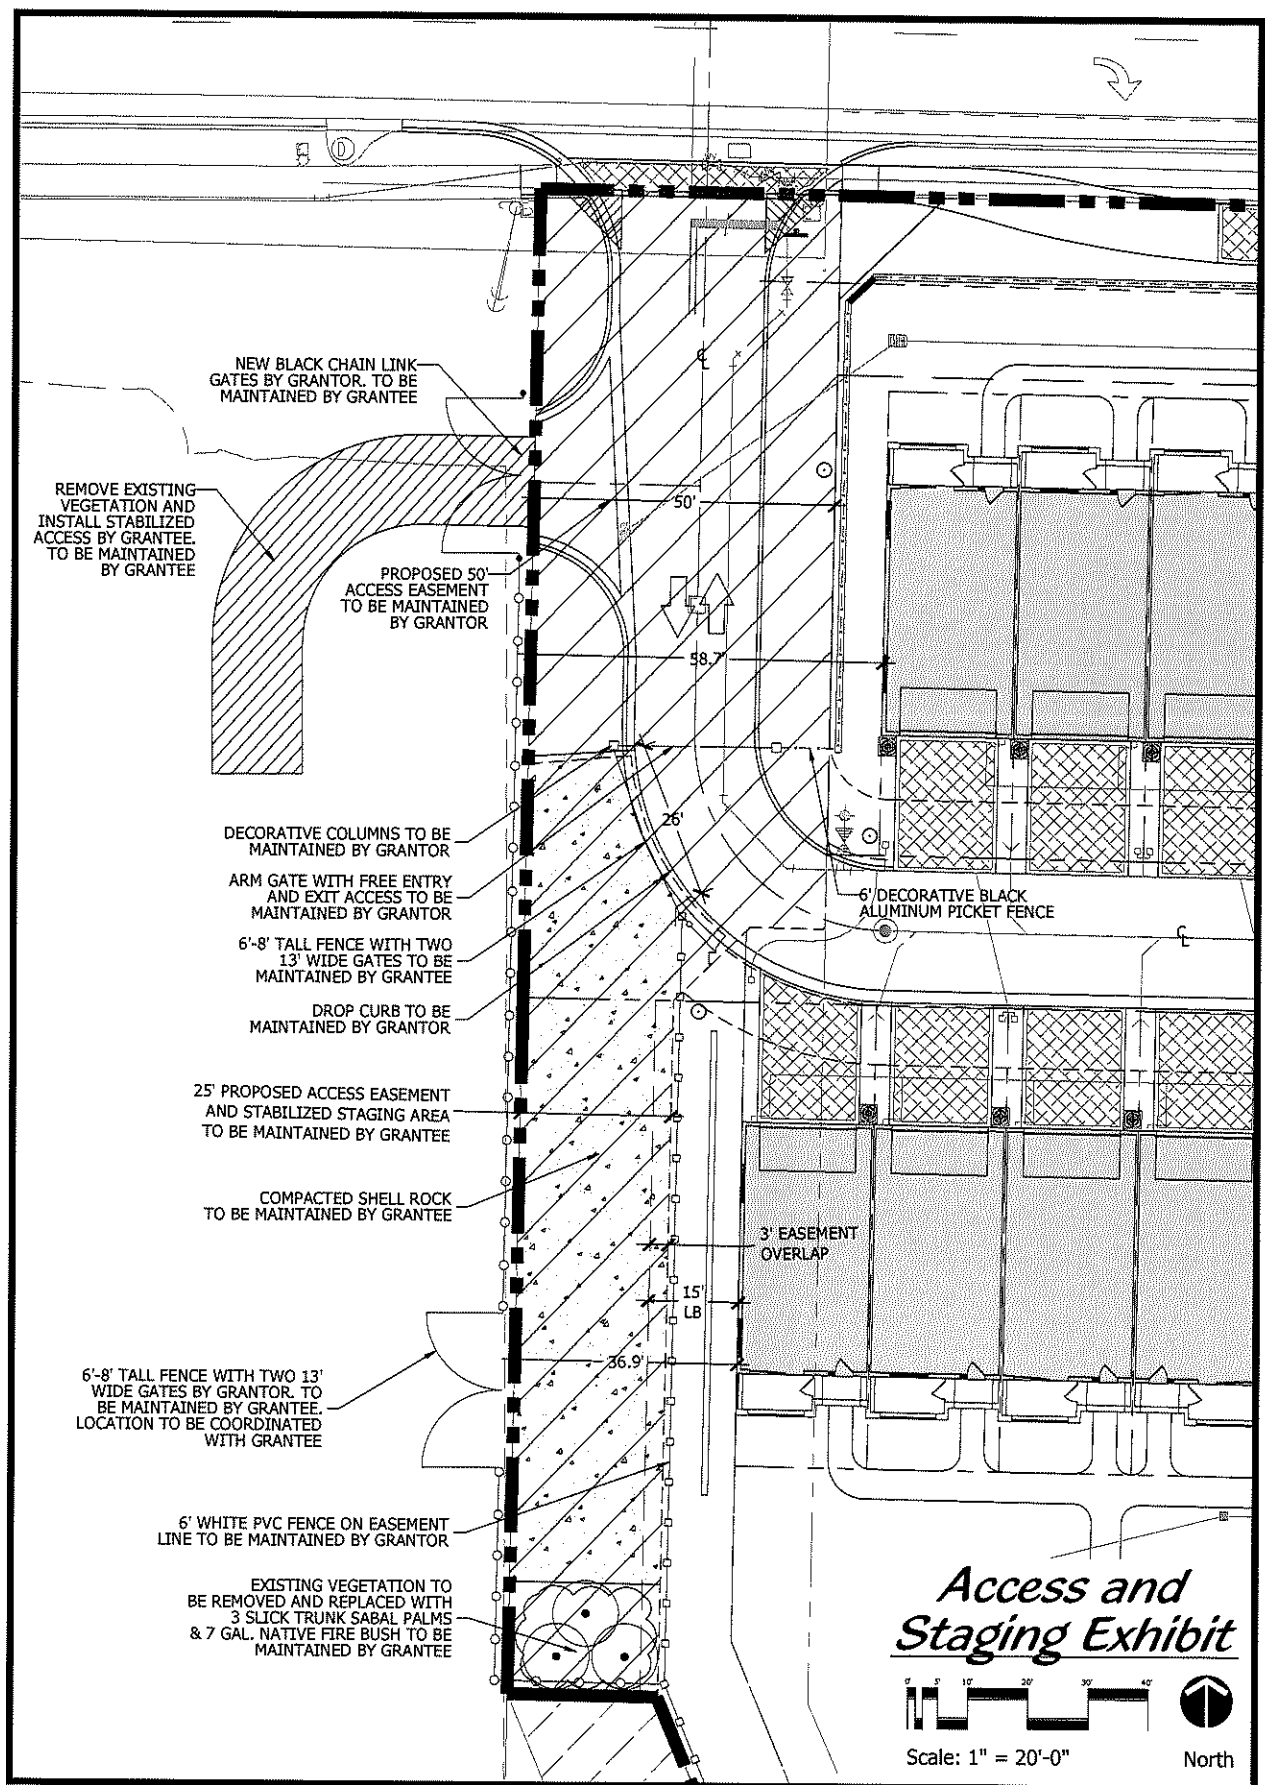 D
NEW BLACK CHAIN LINK
GATES BY GRANTOR. TO BE
MAINTAINED BY GRANTEE
REMOVE EXISTING
VEGETATION AND
INSTALL STABILIZED
ACCESS BY GRANTEE.
TO BE MAINTAINED
BY GRANTEE
50'
PROPOSED 50'
ACCESS EASEMENT
TO BE MAINTAINED
BY GRANTOR
58.7'
26'
DECORATIVE COLUMNS TO BE
MAINTAINED BY GRANTOR
ARM GATE WITH FREE ENTRY
AND EXIT ACCESS TO BE
MAINTAINED BY GRANTOR
6' DECORATIVE BLACK
ALUMINUM PICKET FENCE
6'-8' TALL FENCE WITH TWO
13' WIDE GATES TO BE
MAINTAINED BY GRANTEE
DROP CURB TO BE
MAINTAINED BY GRANTOR
25' PROPOSED ACCESS EASEMENT
AND STABILIZED STAGING AREA
TO BE MAINTAINED BY GRANTEE
COMPACTED SHELL ROCK
TO BE MAINTAINED BY GRANTEE
3' EASEMENT
OVERLAP
15'
LB
36.9'
6'-8' TALL FENCE WITH TWO 13'
WIDE GATES BY GRANTOR. TO
BE MAINTAINED BY GRANTEE.
LOCATION TO BE COORDINATED
WITH GRANTEE
6' WHITE PVC FENCE ON EASEMENT
LINE TO BE MAINTAINED BY GRANTOR
EXISTING VEGETATION TO
BE REMOVED AND REPLACED WITH
3 SLICK TRUNK SABAL PALMS
& 7 GAL. NATIVE FIRE BUSH TO BE
MAINTAINED BY GRANTEE
Access and
Staging Exhibit
0' 5' 10' 20' 30' 40'
Scale: 1" = 20'-0"
North